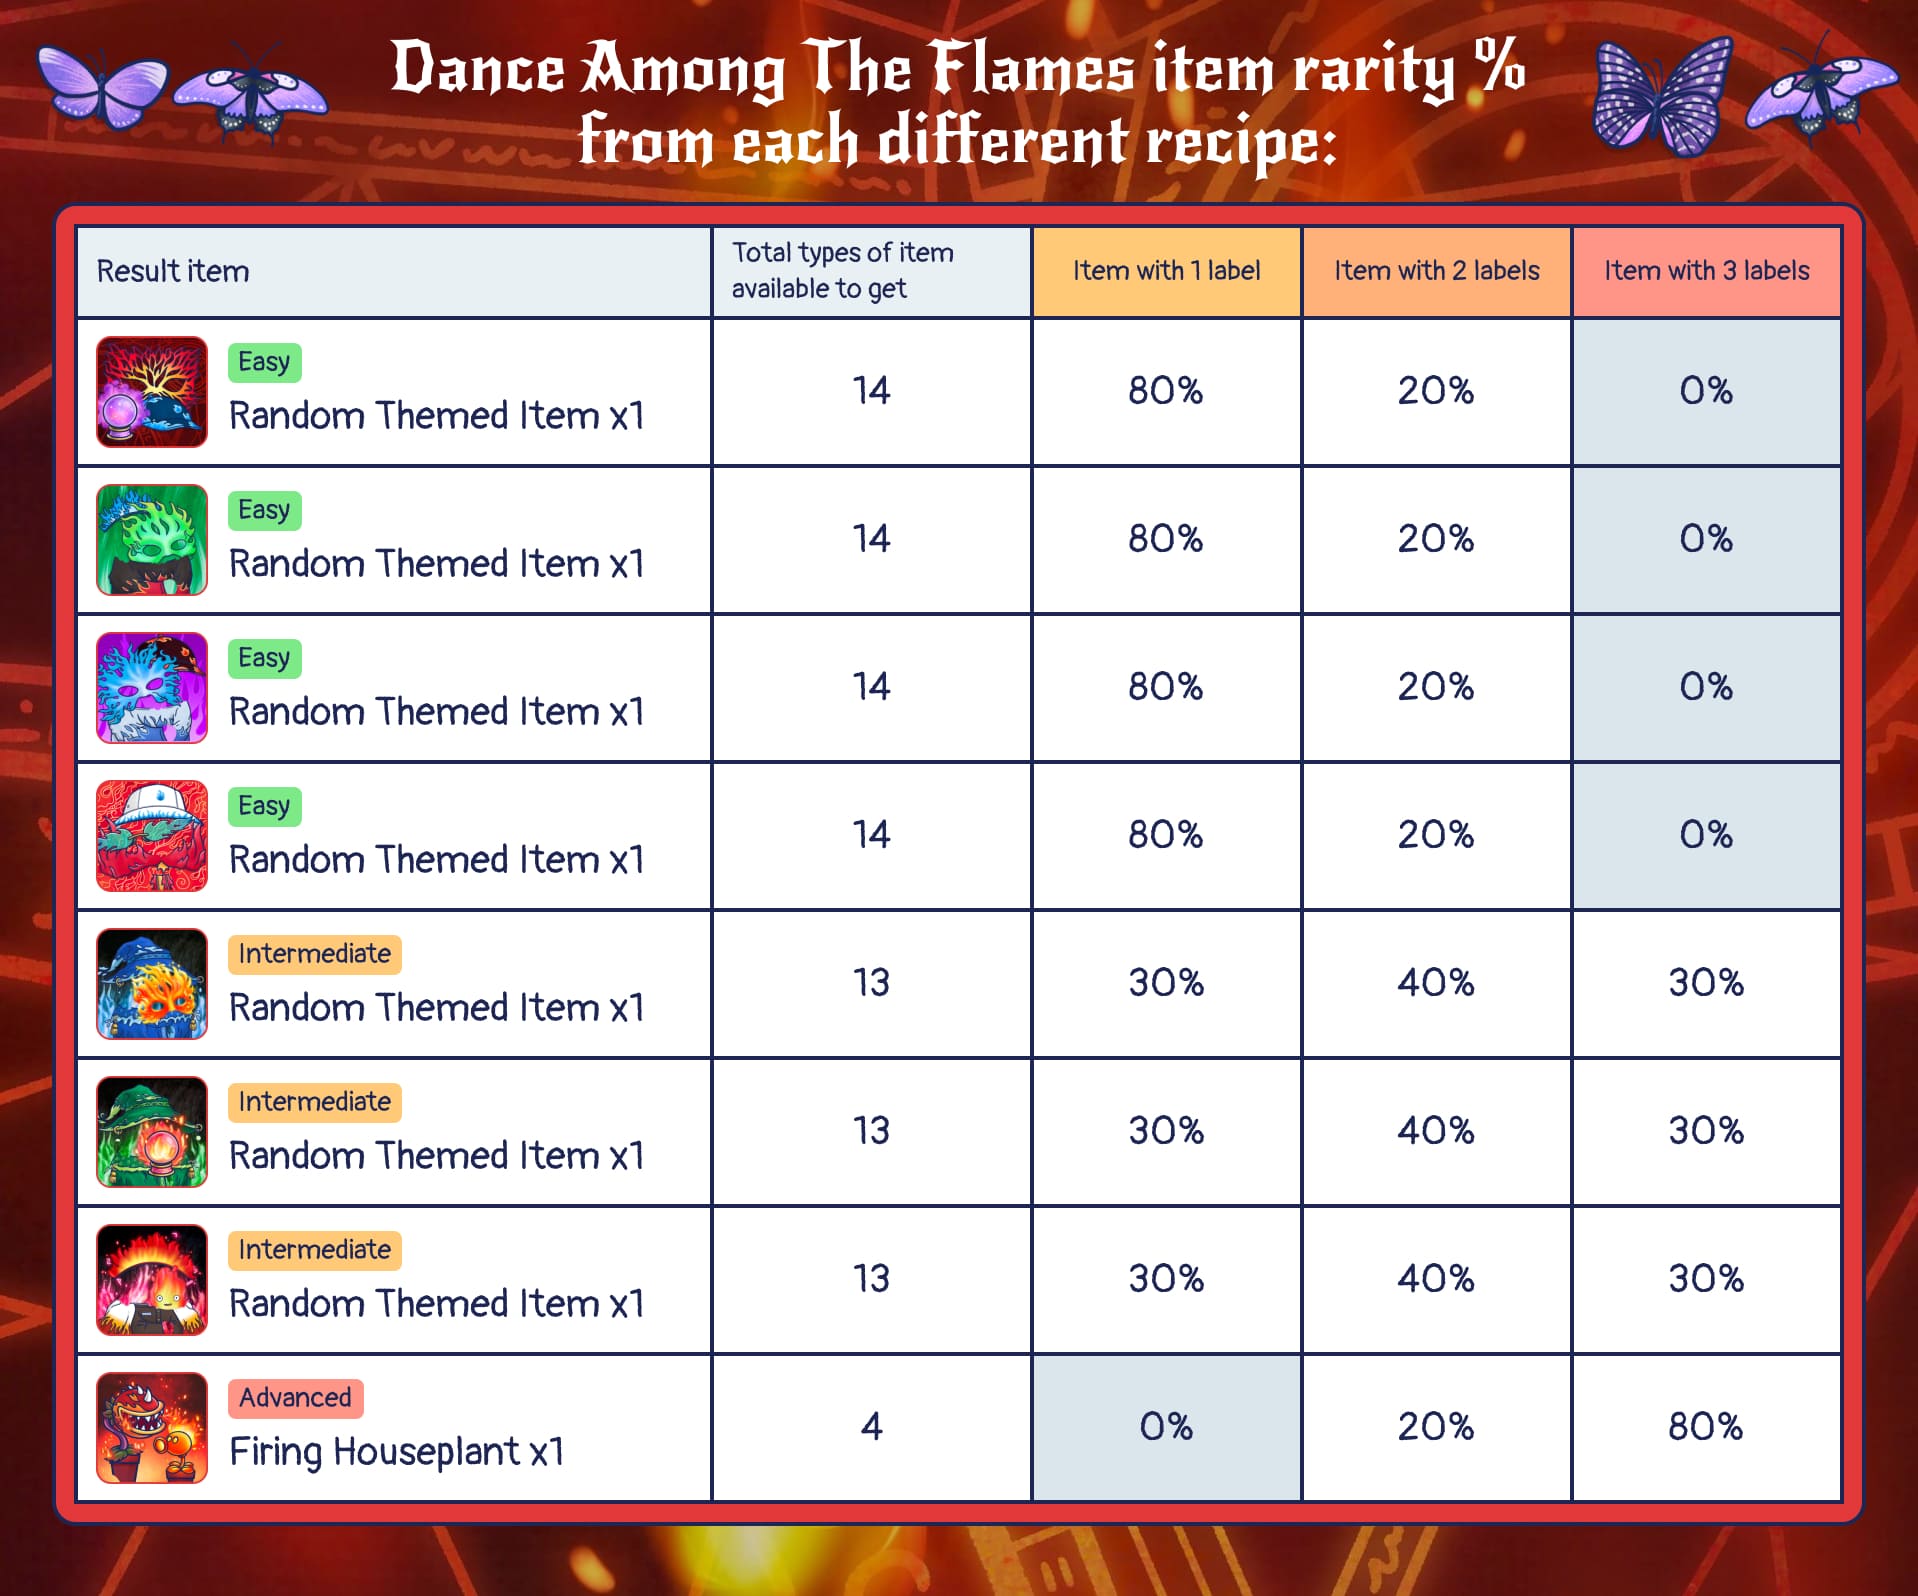 Dance Among The Flames item rarity %
from each different recipe:
Result item
Total types of item
available to get
Item with 1 label
Item with 2 labels
Item with 3 labels
Easy
Random Themed Item x1
14
80%
20%
0%
Easy
Random Themed Item x1
14
80%
20%
0%
Easy
Random Themed Item x1
14
80%
20%
0%
Easy
Random Themed Item x1
14
80%
20%
0%
Intermediate
Random Themed Item x1
13
30%
40%
30%
Intermediate
Random Themed Item x1
13
30%
40%
30%
Intermediate
Random Themed Item x1
13
30%
40%
30%
Advanced
Firing Houseplant x1
4
0%
20%
80%